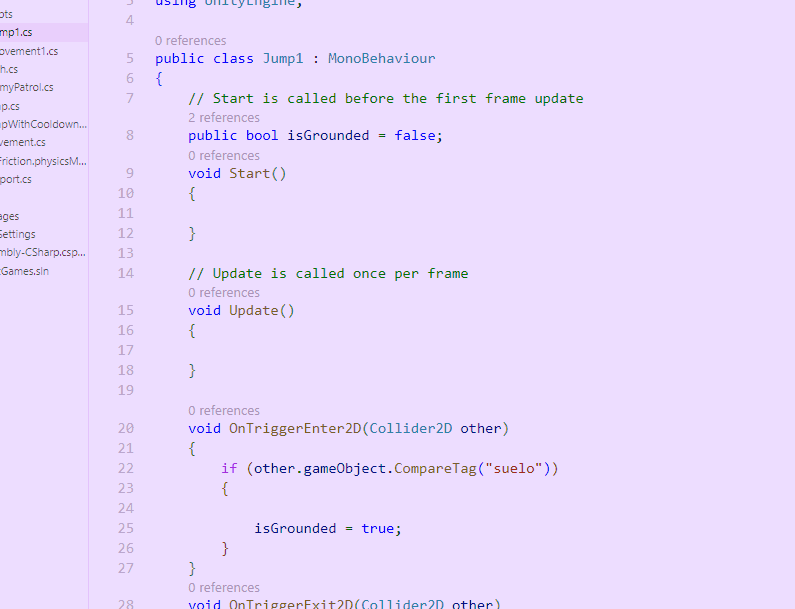 pts
mp1.cs
ovement1.cs
h.cs
myPatrol.cs
p.cs
pWithCooldown...
vement.cs
Friction.physicsM...
port.cs
ages
Settings
mbly-CSharp.csp...
Games.sln
3 using UnityEngine;
4
0 references
5 public class Jump1 : MonoBehaviour
6 {
7 // Start is called before the first frame update
2 references
8 public bool isGrounded = false;
0 references
9 void Start()
10 {
11
12 }
13
14 // Update is called once per frame
0 references
15 void Update()
16 {
17
18 }
19
0 references
20 void OnTriggerEnter2D(Collider2D other)
21 {
22 if (other.gameObject.CompareTag("suelo"))
23 {
24
25 isGrounded = true;
26 }
27 }
0 references
28 void OnTriggerExit2D(Collider2D other)